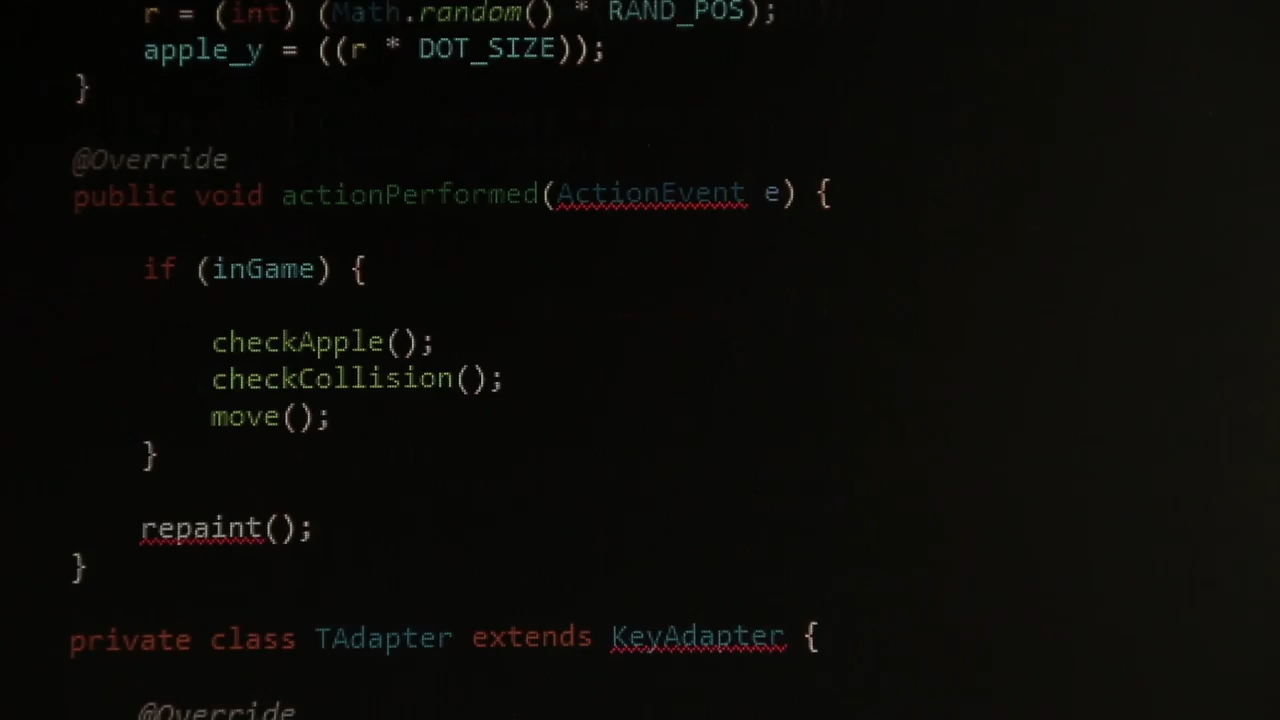 r = (int) (Math.random() * RAND_POS);
apple_y = ((r * DOT_SIZE));
}
@Override
public void actionPerformed(ActionEvent e) {
if (inGame) {
checkApple();
checkCollision();
move();
}
repaint();
}
private class TAdapter extends KeyAdapter {
@Override